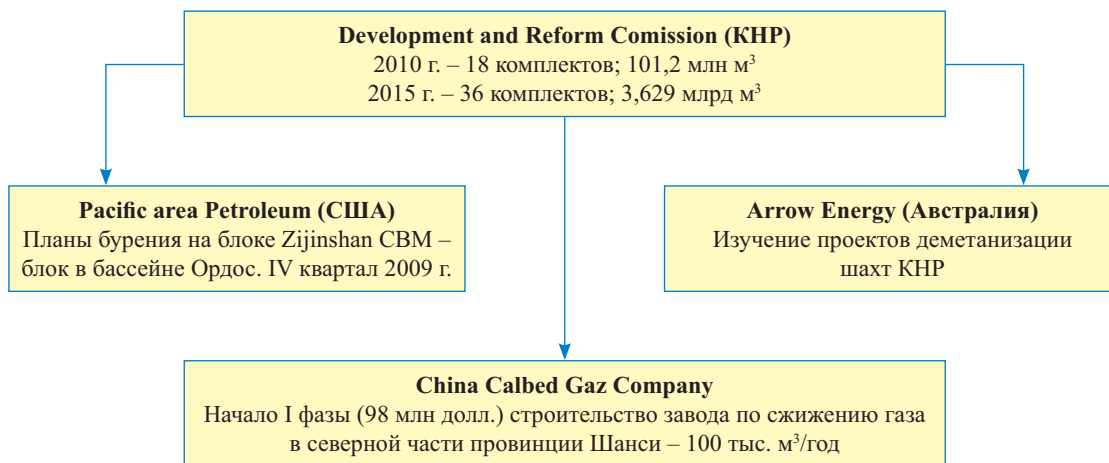 Development and Reform Comission (КНР)
2010 г. – 18 комплектов; 101,2 млн м³
2015 г. – 36 комплектов; 3,629 млрд м³
Pacific area Petroleum (США)
Планы бурения на блоке Zijinshan CBM –
блок в бассейне Ордос. IV квартал 2009 г.
Arrow Energy (Австралия)
Изучение проектов деметанизации
шахт КНР
China Calbed Gaz Company
Начало I фазы (98 млн долл.) строительство завода по сжижению газа
в северной части провинции Шанси – 100 тыс. м³/год